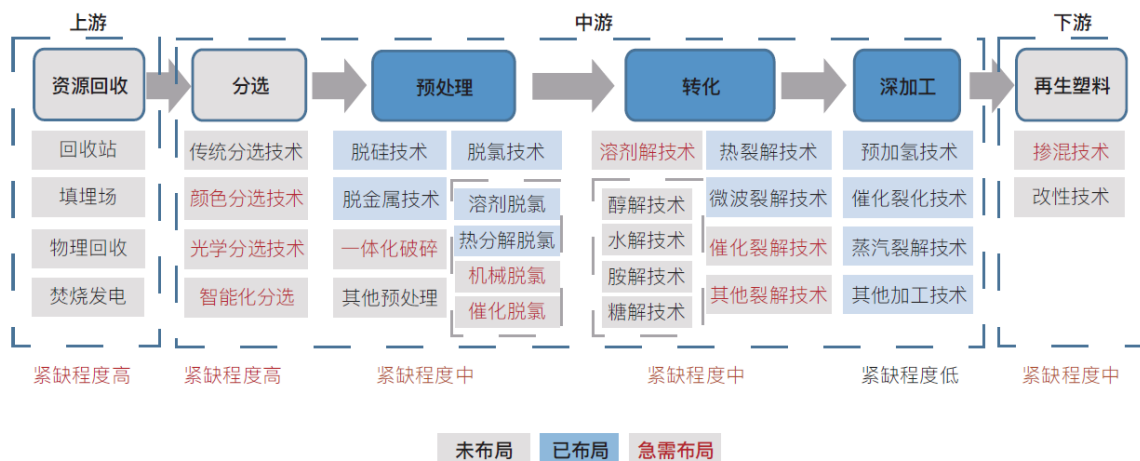 上游
中游
下游
资源回收
分选
预处理
转化
深加工
再生塑料
回收站
填埋场
物理回收
焚烧发电
传统分选技术
颜色分选技术
光学分选技术
智能化分选
脱硅技术
脱金属技术
一体化破碎
其他预处理
脱氯技术
溶剂脱氯
热分解脱氯
机械脱氯
催化脱氯
溶剂解技术
醇解技术
水解技术
胺解技术
糖解技术
热裂解技术
微波裂解技术
催化裂解技术
其他裂解技术
预加氢技术
催化裂化技术
蒸汽裂解技术
其他加工技术
掺混技术
改性技术
紧缺程度高
紧缺程度高
紧缺程度中
紧缺程度中
紧缺程度低
紧缺程度中
未布局
已布局
急需布局